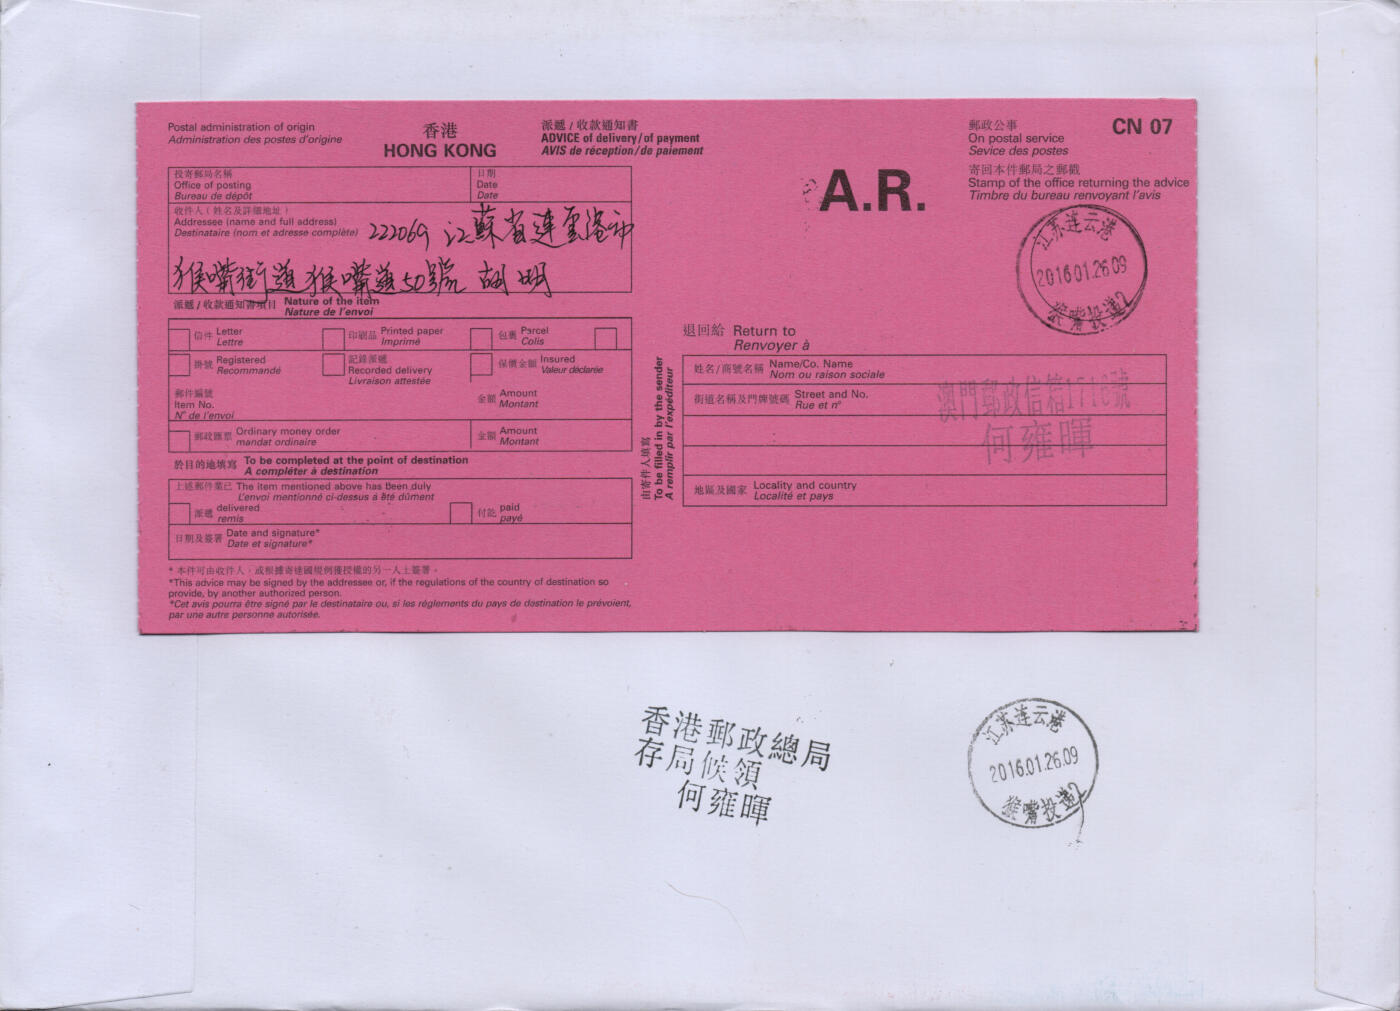 Postal administration of origin
Administration des postes d'origine
香港
HONG KONG
派遞 / 收款通知書
ADVICE of delivery/of payment
AVIS de réception/de paiement
郵政公事
On postal service
Sevice des postes
CN 07
寄回本件郵局之郵戳
Stamp of the office returning the advice
Timbre du bureau renvoyant l'avis
A.R.
投寄郵局名稱
Office of posting
Bureau de dépôt
日期
Date
Date
收件人 ( 姓名及詳細地址 )
Addressee (name and full address)
Destinataire (nom et adresse complète)
222069 江蘇省連雲港市
猴嘴街道猴嘴道50號 胡明
江苏连云港
2016.01.26.09
猴嘴投递2
派遞 / 收款通知書項目 Nature of the item
Nature de l'envoi
信件 Letter
Lettre
印刷品 Printed paper
Imprimé
包裹 Parcel
Colis
掛號 Registered
Recommandé
記錄派遞
Recorded delivery
Livraison attestée
保價金額 Insured
Valeur déclarée
郵件編號
Item No.
N° de l'envoi
金額 Amount
Montant
郵政匯票 Ordinary money order
mandat ordinaire
金額 Amount
Montant
於目的地填寫 To be completed at the point of destination
A compléter à destination
上述郵件業已 The item mentioned above has Been duly
L'envoi mentionné ci-dessus a êté dûment
派遞 delivered
remis
付訖 paid
payé
日期及簽署 Date and signature*
Date et signature*
* 本件可由收件人，或根據寄達國規例獲授權的另一人士簽署。
*This advice may be signed by the addressee or, if the regulations of the country of destination so
provide, by another authorized person.
*Cet avis pourra être signé par le destinataire ou, si les réglements du pays de dastination le prévoient,
par une autre personne autorisée.
由寄件人填寫
To be filled in by the sender
A remplir par l'expéditeur
退回給 Return to
Renvoyer à
姓名/商號名稱 Name/Co. Name
Nom ou raison sociale
街道名稱及門牌號碼 Street and No.
Rue et n°
澳門郵政信箱1716號
何雍暉
地區及國家 Locality and country
Localité et pays
香港郵政總局
存局候領
何雍暉
江苏连云港
2016.01.26.09
猴嘴投递2